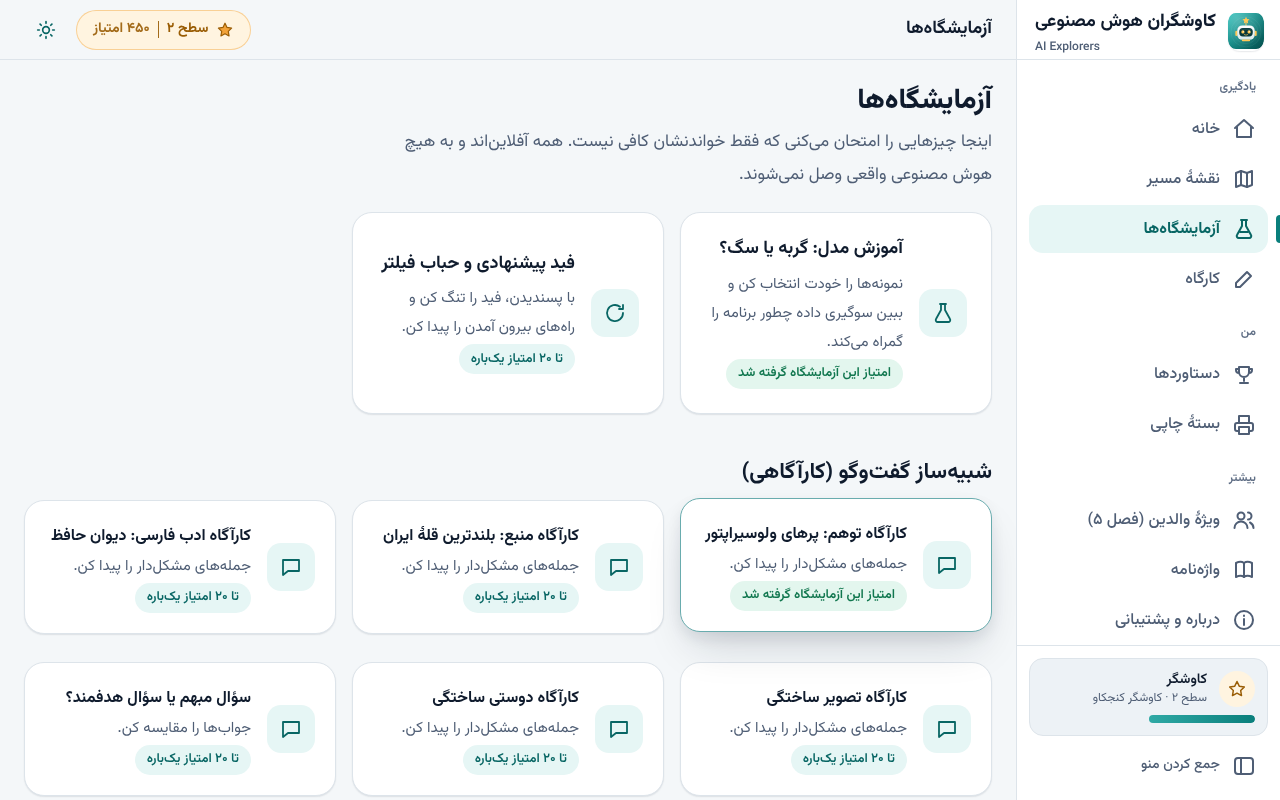 کاوشگران هوش مصنوعی
AI Explorers
یادگیری
خانه
نقشهٔ مسیر
آزمایشگاه‌ها
کارگاه
من
دستاوردها
بستهٔ چاپی
بیشتر
ویژهٔ والدین (فصل ۵)
واژه‌نامه
درباره و پشتیبانی
کاوشگر
سطح ۲ · کاوشگر کنجکاو
جمع کردن منو
آزمایشگاه‌ها
سطح ۲ | ۴۵۰ امتیاز
آزمایشگاه‌ها
اینجا چیزهایی را امتحان می‌کنی که فقط خواندنشان کافی نیست. همه آفلاین‌اند و به هیچ
هوش مصنوعی واقعی وصل نمی‌شوند.
آموزش مدل: گربه یا سگ؟
نمونه‌ها را خودت انتخاب کن و
ببین سوگیری داده چطور برنامه را
گمراه می‌کند.
امتیاز این آزمایشگاه گرفته شد
فید پیشنهادی و حباب فیلتر
با پسندیدن، فید را تنگ کن و
راه‌های بیرون آمدن را پیدا کن.
تا ۲۰ امتیاز یک‌باره
شبیه‌ساز گفت‌وگو (کارآگاهی)
کارآگاه توهم: پرهای ولوسیراپتور
جمله‌های مشکل‌دار را پیدا کن.
امتیاز این آزمایشگاه گرفته شد
کارآگاه منبع: بلندترین قلهٔ ایران
جمله‌های مشکل‌دار را پیدا کن.
تا ۲۰ امتیاز یک‌باره
کارآگاه ادب فارسی: دیوان حافظ
جمله‌های مشکل‌دار را پیدا کن.
تا ۲۰ امتیاز یک‌باره
کارآگاه تصویر ساختگی
جمله‌های مشکل‌دار را پیدا کن.
تا ۲۰ امتیاز یک‌باره
کارآگاه دوستی ساختگی
جمله‌های مشکل‌دار را پیدا کن.
تا ۲۰ امتیاز یک‌باره
سؤال مبهم یا سؤال هدفمند؟
جواب‌ها را مقایسه کن.
تا ۲۰ امتیاز یک‌باره